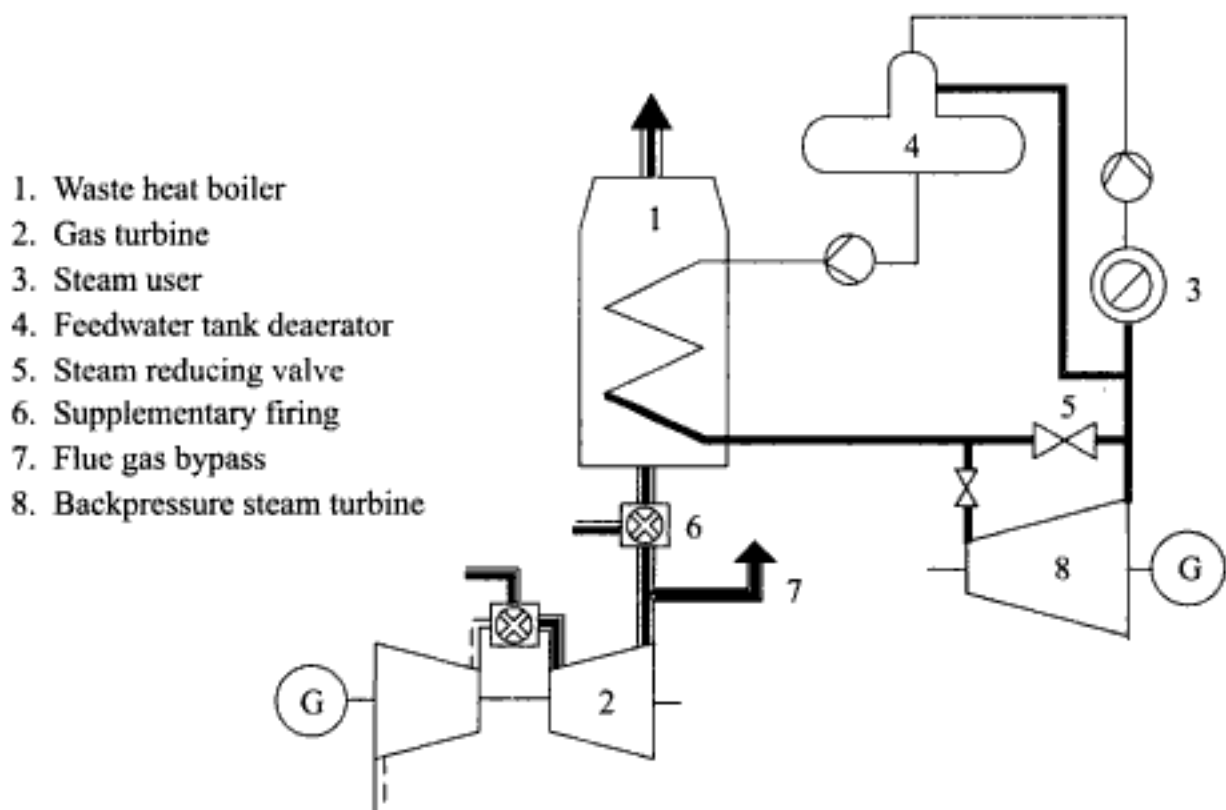 1. Waste heat boiler
2. Gas turbine
3. Steam user
4. Feedwater tank deaerator
5. Steam reducing valve
6. Supplementary firing
7. Flue gas bypass
8. Backpressure steam turbine
4
1
3
5
6
7
8
G
G
2